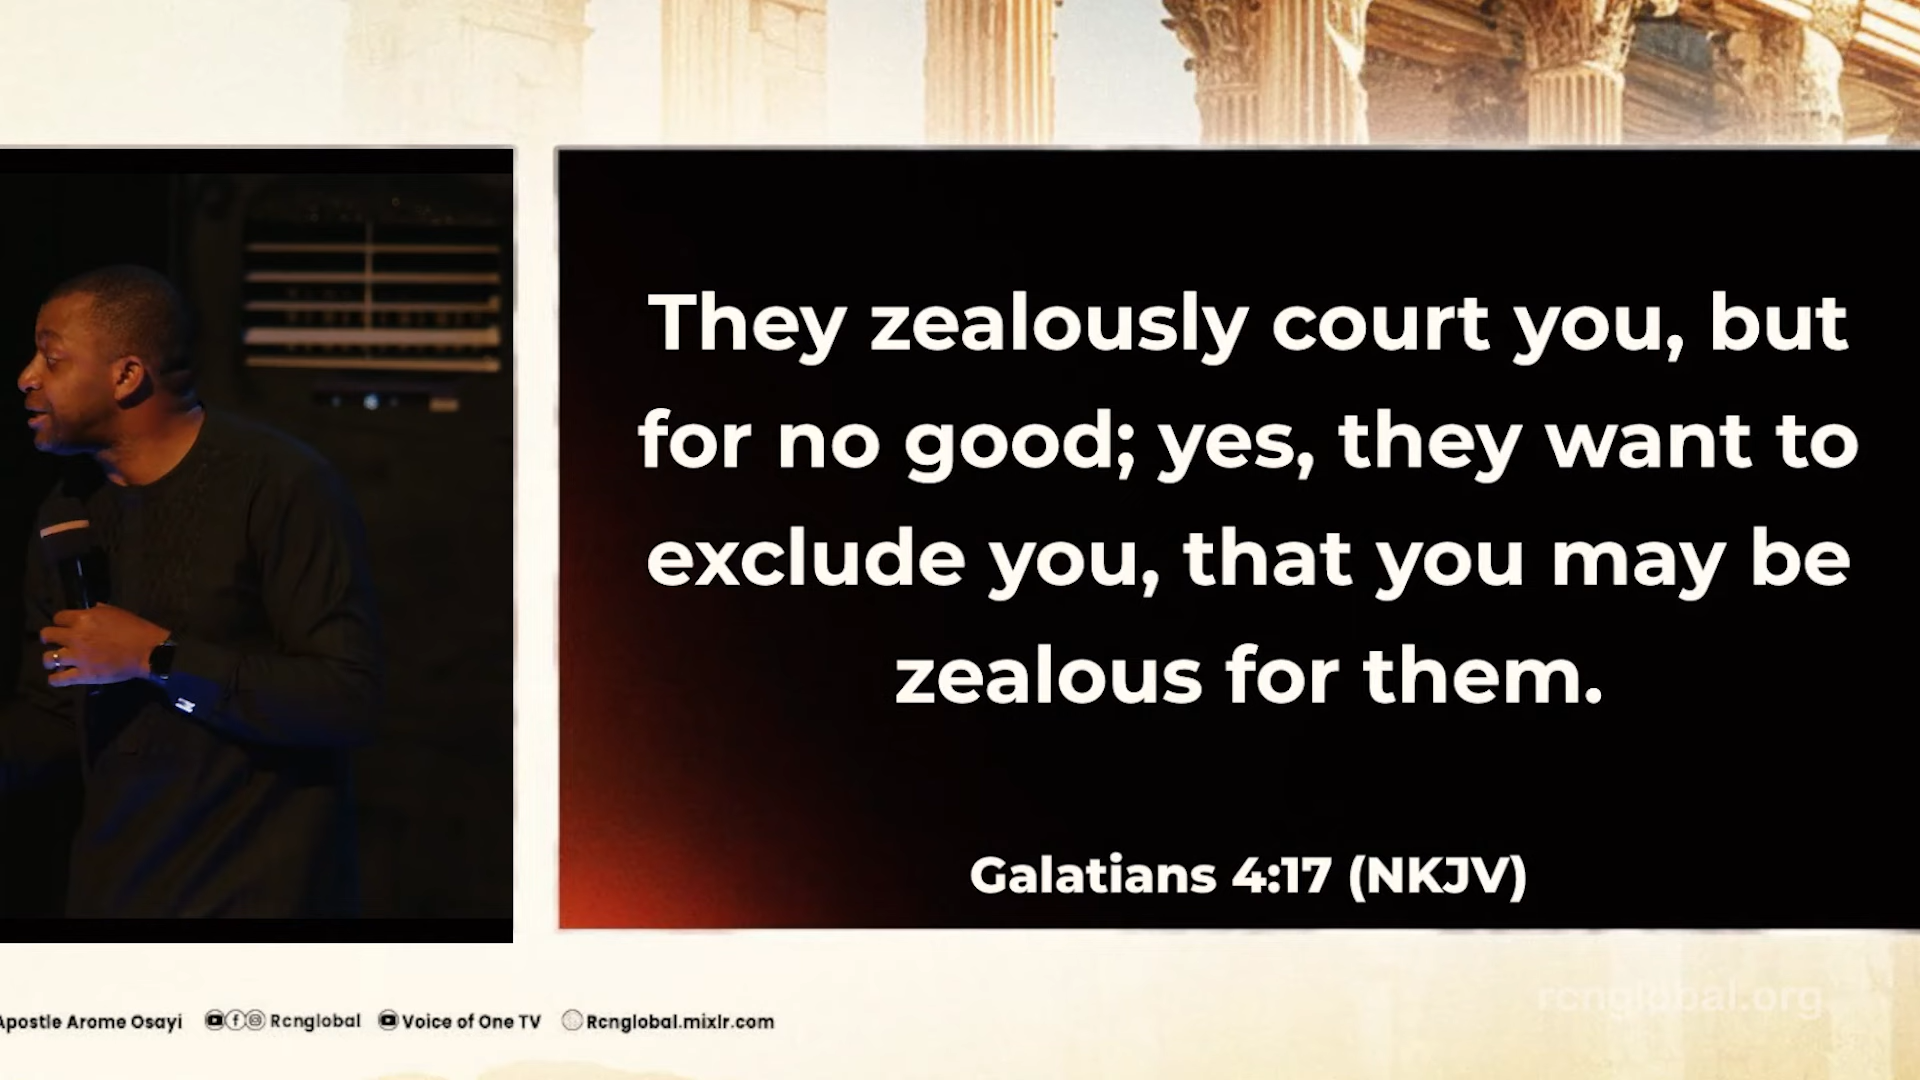 They zealously court you, but
for no good; yes, they want to
exclude you, that you may be
zealous for them.
Galatians 4:17 (NKJV)
rcnglobal.org
Apostle Arome Osayi Rcnglobal Voice of One TV Rcnglobal.mixlr.com